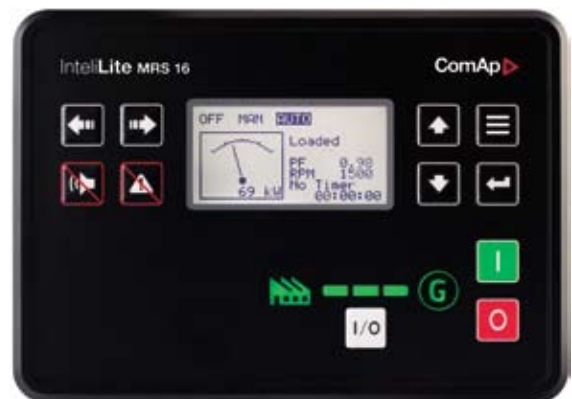 InteliLite MRS 16
ComAp
OFF MAN AUTO
Loaded
PF 0,90
RPM 1500
No Timer
69 kW 00:00:00
I
G
I/O
O